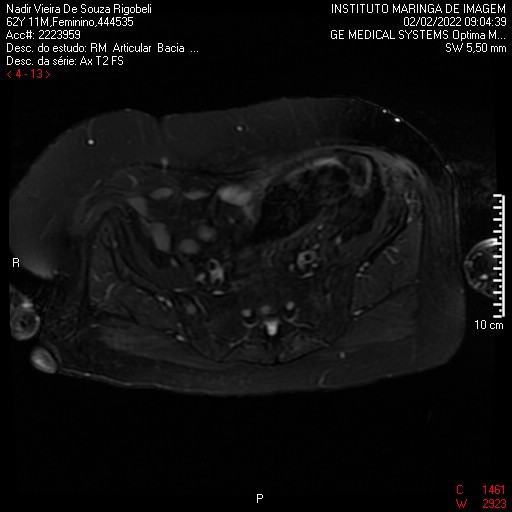 Nadir Vieira De Souza Rigobeli
62Y 11M,Feminino,444535
Acc#: 2223959
Desc. do estudo: RM Articular Bacia ...
Desc. da série: Ax T2 FS
< 4 - 13 >
INSTITUTO MARINGA DE IMAGEM
02/02/2022 09:04:39
GE MEDICAL SYSTEMS Optima M...
SW 5,50 mm
R
10 cm
P
C 1461
W 2923